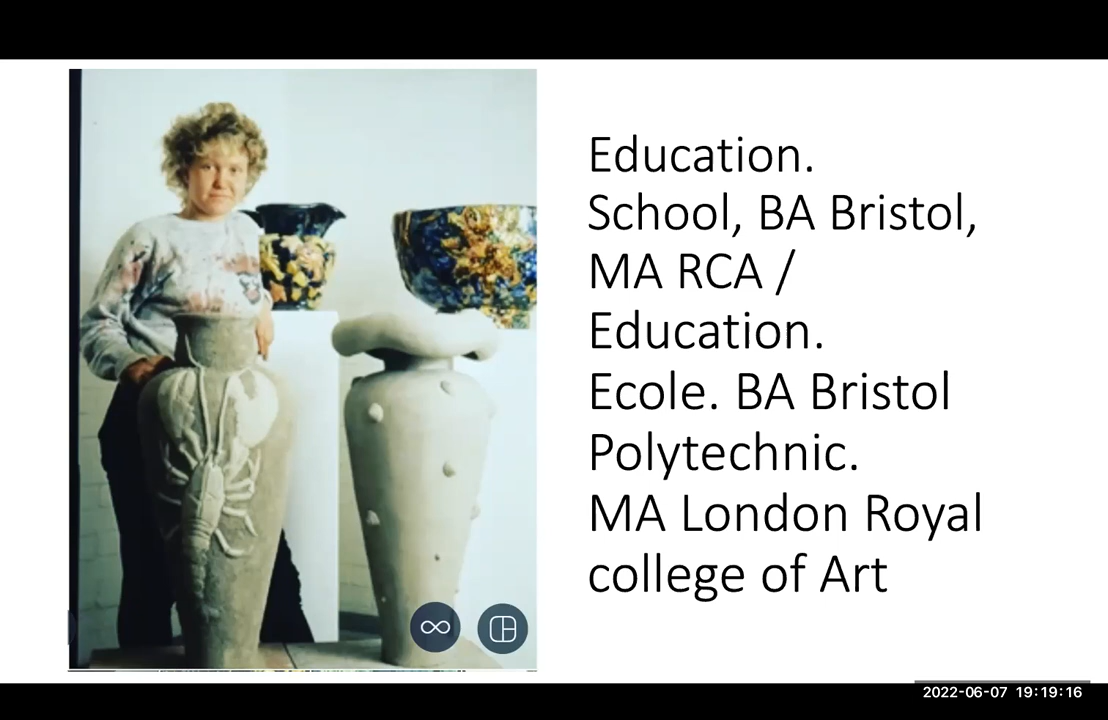 Education.
School, BA Bristol,
MA RCA /
Education.
Ecole. BA Bristol
Polytechnic.
MA London Royal
college of Art
2022-06-07 19:19:16